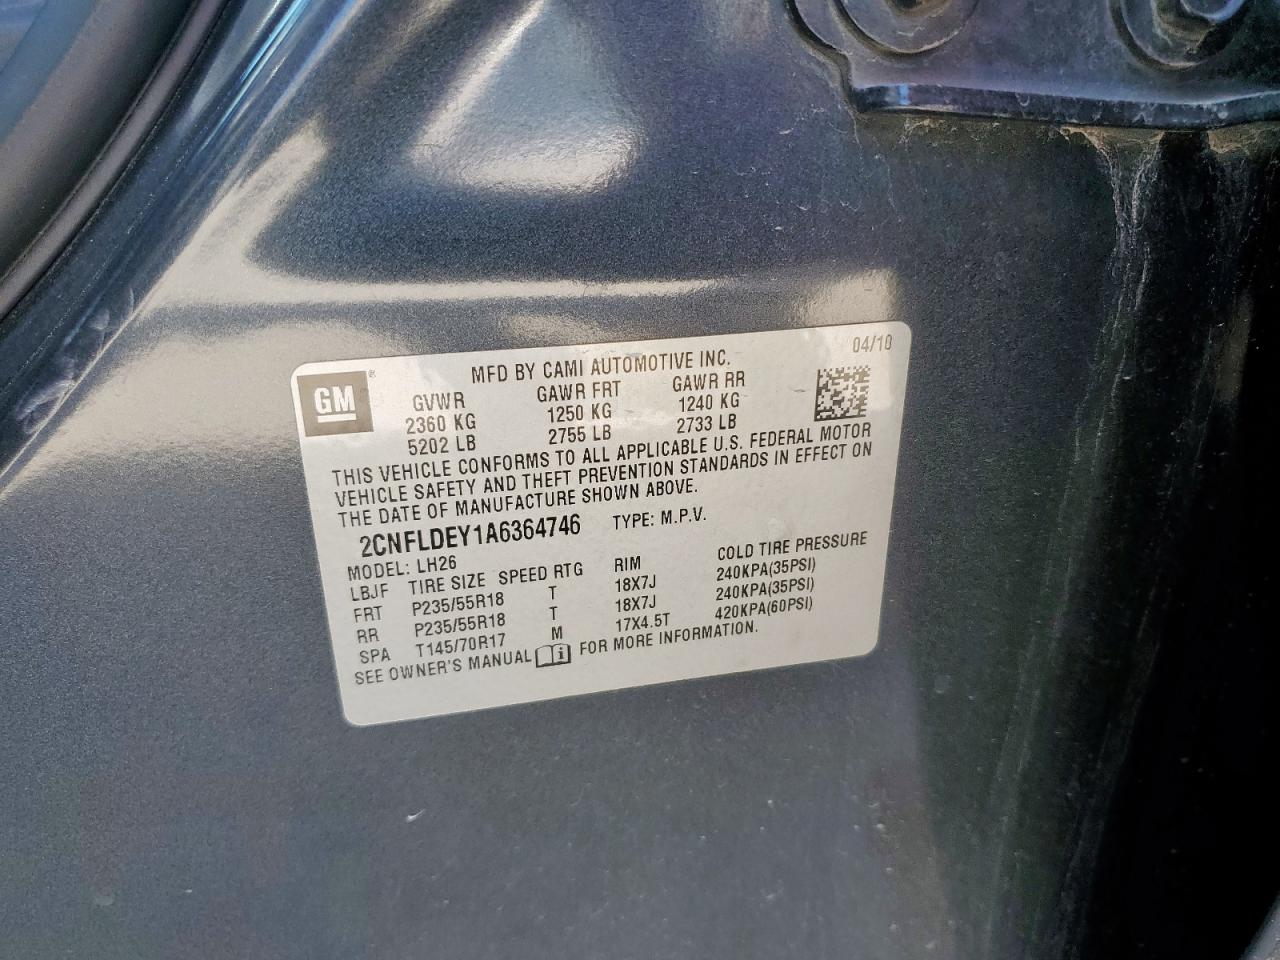 GM ®
MFD BY CAMI AUTOMOTIVE INC. 04/10
GVWR GAWR FRT GAWR RR
2360 KG 1250 KG 1240 KG
5202 LB 2755 LB 2733 LB
THIS VEHICLE CONFORMS TO ALL APPLICABLE U.S. FEDERAL MOTOR
VEHICLE SAFETY AND THEFT PREVENTION STANDARDS IN EFFECT ON
THE DATE OF MANUFACTURE SHOWN ABOVE.
2CNFLDEY1A6364746 TYPE: M.P.V.
MODEL: LH26
LBJF TIRE SIZE SPEED RTG RIM COLD TIRE PRESSURE
FRT P235/55R18 T 18X7J 240KPA(35PSI)
RR P235/55R18 T 18X7J 240KPA(35PSI)
SPA T145/70R17 M 17X4.5T 420KPA(60PSI)
SEE OWNER'S MANUAL i FOR MORE INFORMATION.